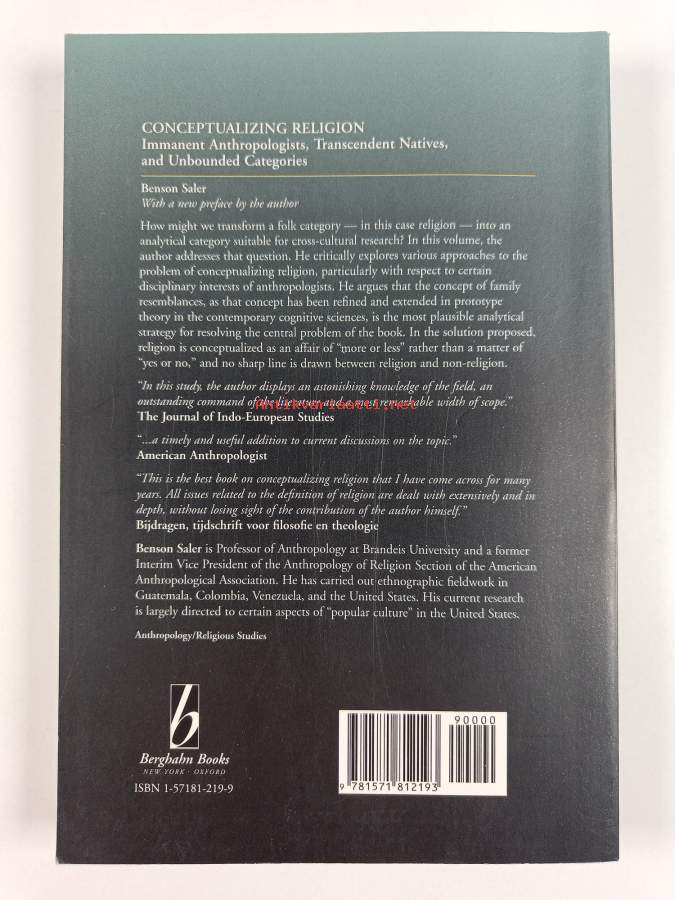 CONCEPTUALIZING RELIGION
Immanent Anthropologists, Transcendent Natives,
and Unbounded Categories
Benson Saler
With a new preface by the author
How might we transform a folk category — in this case religion — into an
analytical category suitable for cross-cultural research? In this volume, the
author addresses that question. He critically explores various approaches to the
problem of conceptualizing religion, particularly with respect to certain
disciplinary interests of anthropologists. He argues that the concept of family
resemblances, as that concept has been refined and extended in prototype
theory in the contemporary cognitive sciences, is the most plausible analytical
strategy for resolving the central problem of the book. In the solution proposed,
religion is conceptualized as an affair of “more or less” rather than a matter of
“yes or no,” and no sharp line is drawn between religion and non-religion.
“In this study, the author displays an astonishing knowledge of the field, an
outstanding command of the literature and a most remarkable width of scope.”
Antikvariaatti.net
The Journal of Indo-European Studies
“...a timely and useful addition to current discussions on the topic.”
American Anthropologist
“This is the best book on conceptualizing religion that I have come across for many
years. All issues related to the definition of religion are dealt with extensively and in
depth, without losing sight of the contribution of the author himself.”
Bijdragen, tijdschrift voor filosofie en theologie
Benson Saler is Professor of Anthropology at Brandeis University and a former
Interim Vice President of the Anthropology of Religion Section of the American
Anthropological Association. He has carried out ethnographic fieldwork in
Guatemala, Colombia, Venezuela, and the United States. His current research
is largely directed to certain aspects of “popular culture” in the United States.
Anthropology/Religious Studies
b
Berghahn Books
NEW YORK · OXFORD
ISBN 1-57181-219-9
90000
9 781571 812193